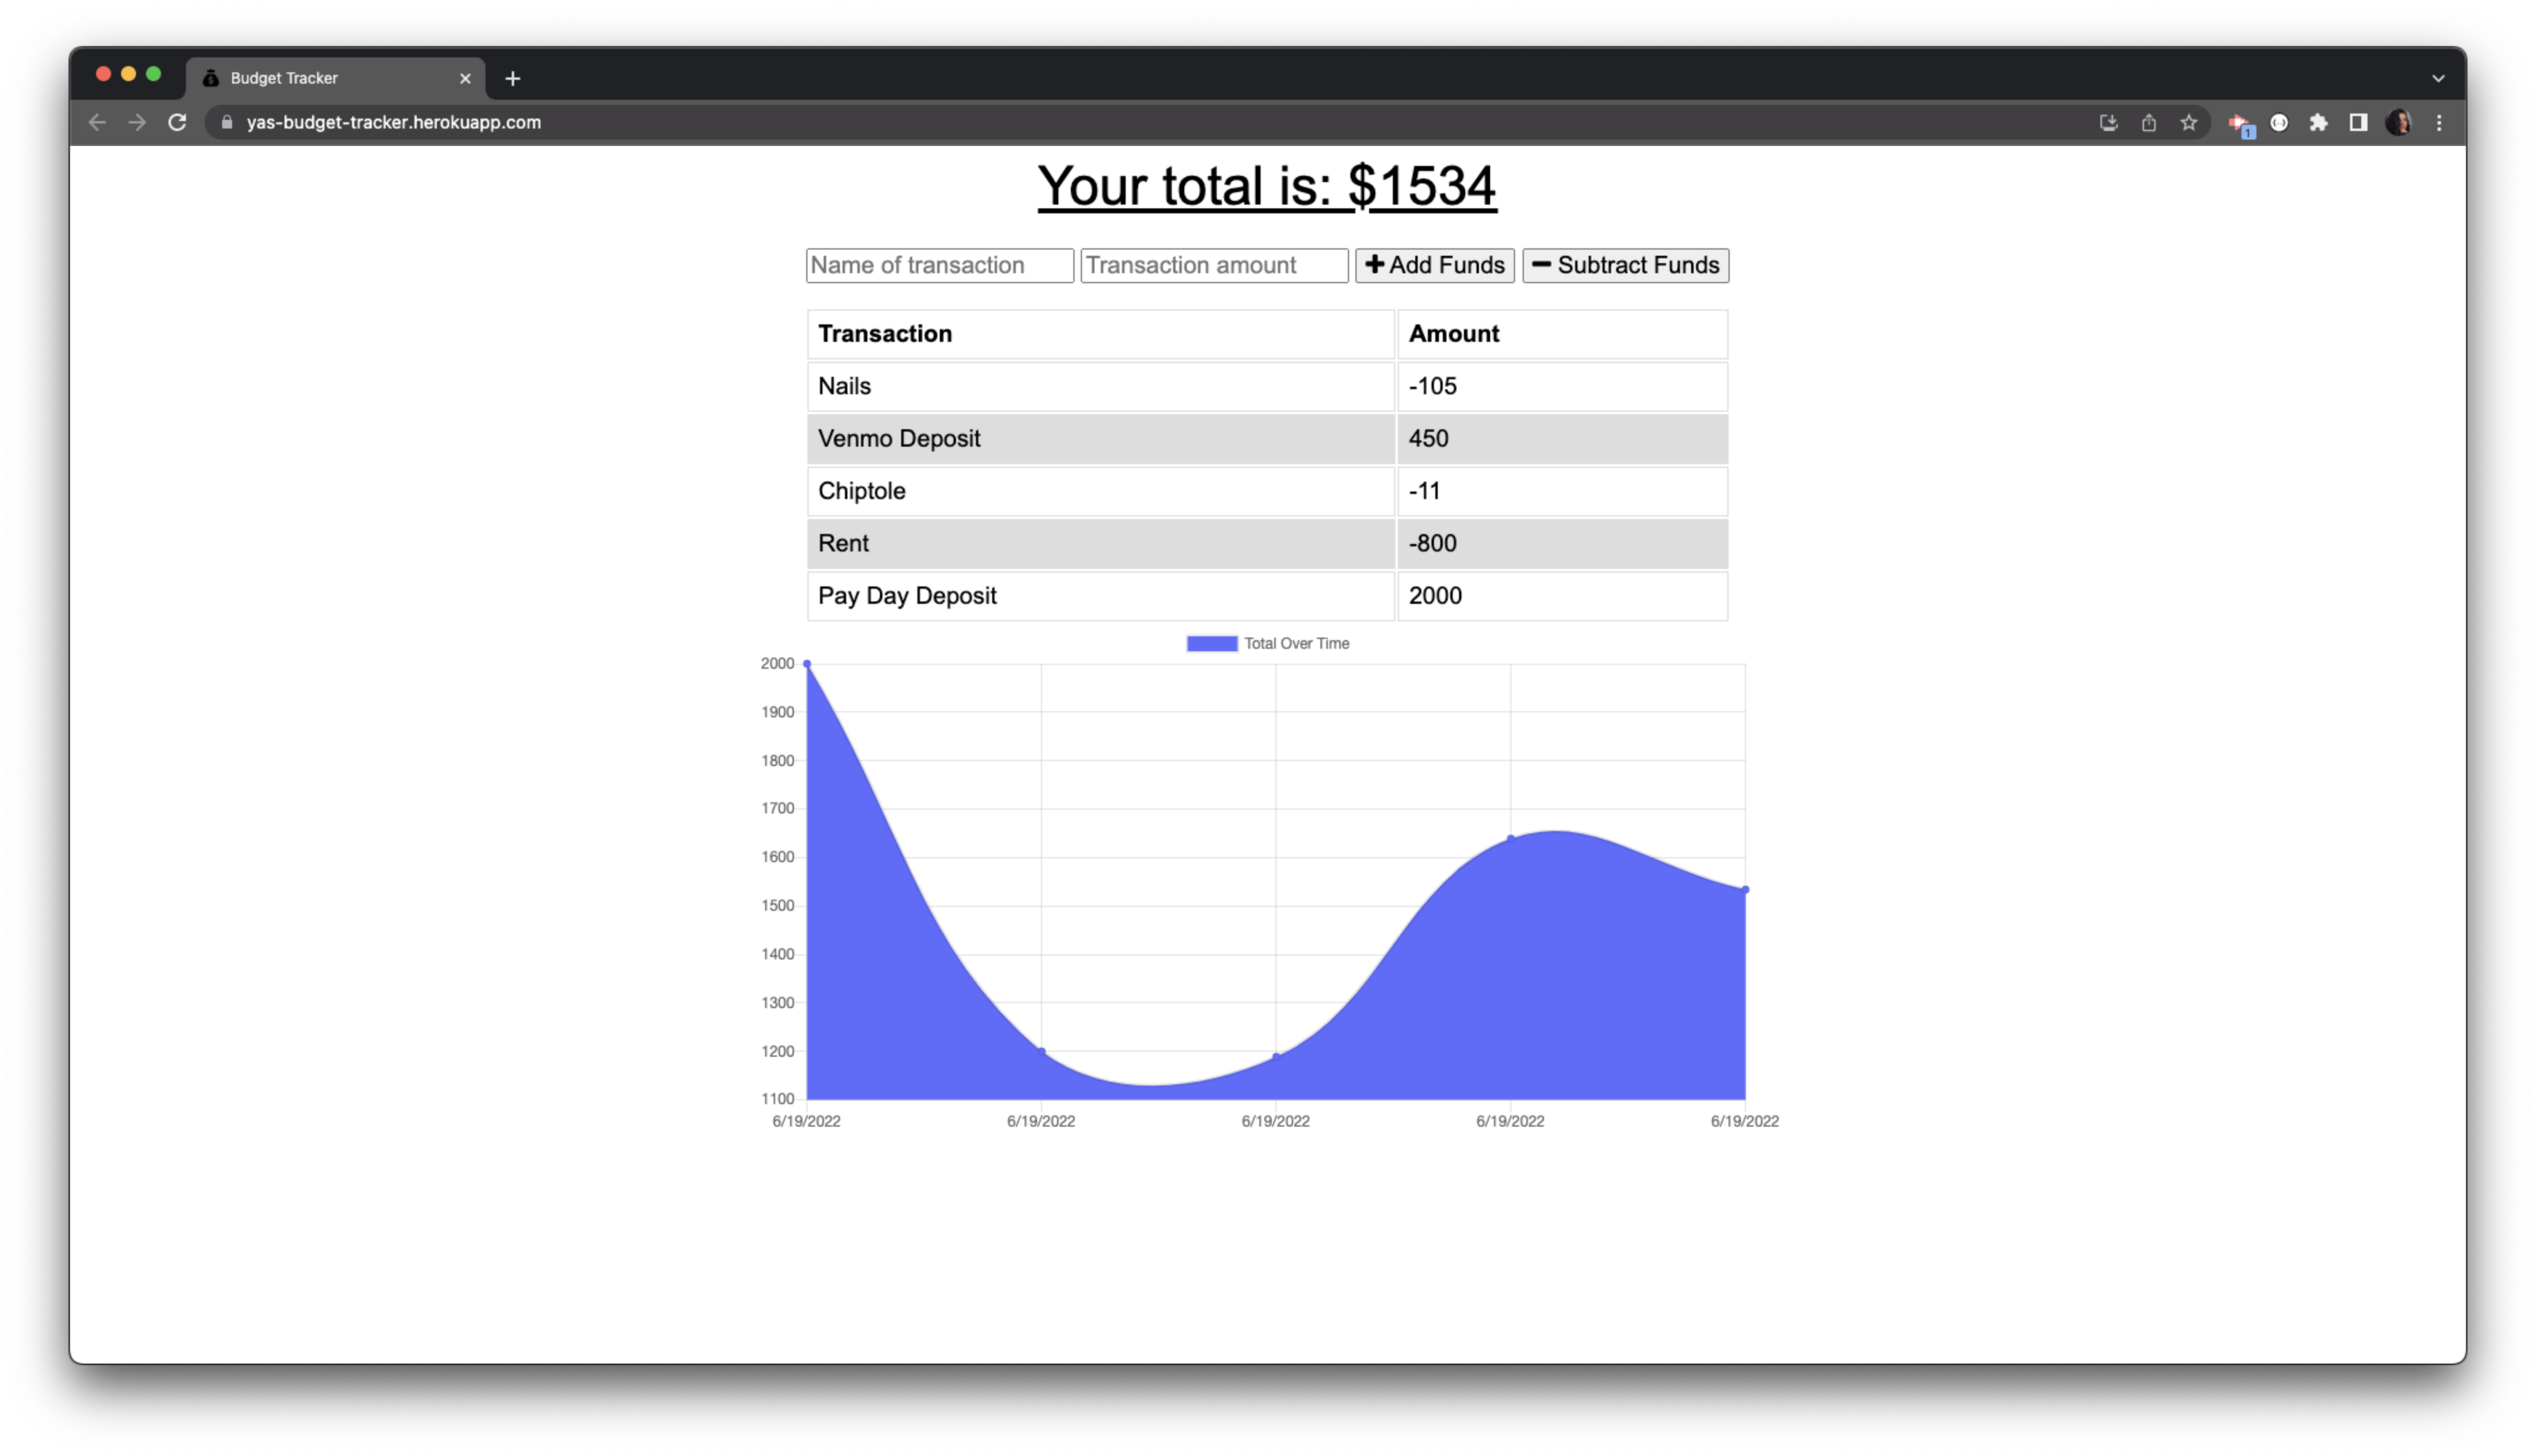 Budget Tracker
yas-budget-tracker.herokuapp.com
1
Your total is: $1534
Name of transaction Transaction amount Add Funds Subtract Funds
Transaction Amount
Nails -105
Venmo Deposit 450
Chiptole -11
Rent -800
Pay Day Deposit 2000
Total Over Time
2000
1900
1800
1700
1600
1500
1400
1300
1200
1100
6/19/2022 6/19/2022 6/19/2022 6/19/2022 6/19/2022